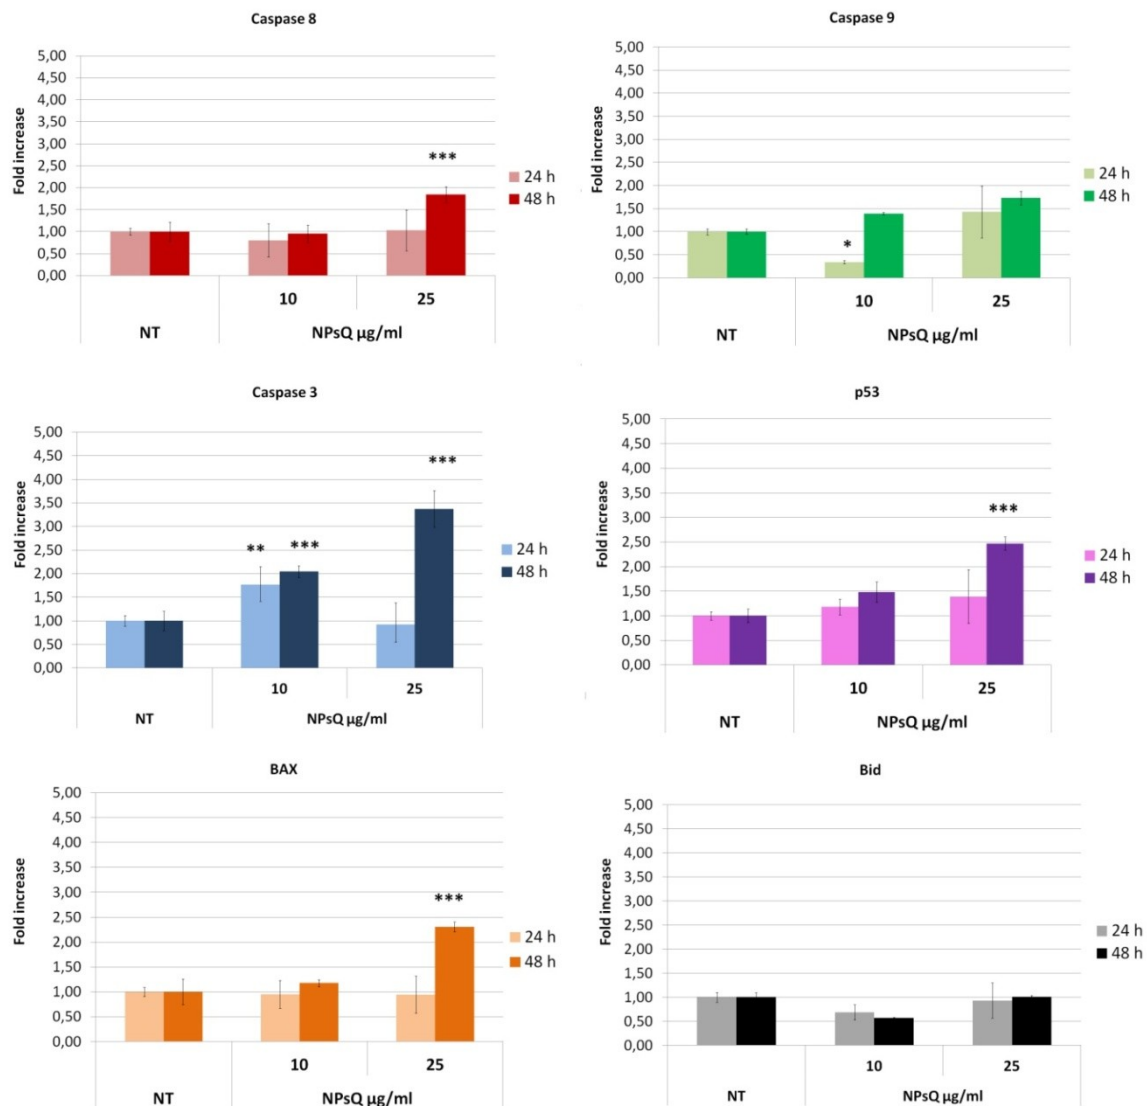 Caspase 8
Fold increase
5,00
4,50
4,00
3,50
3,00
2,50
2,00
1,50
1,00
0,50
0,00
***
24 h
48 h
10
25
NT
NPsQ µg/ml
Caspase 9
Fold increase
5,00
4,50
4,00
3,50
3,00
2,50
2,00
1,50
1,00
0,50
0,00
*
24 h
48 h
10
25
NT
NPsQ µg/ml
Caspase 3
Fold increase
5,00
4,50
4,00
3,50
3,00
2,50
2,00
1,50
1,00
0,50
0,00
**
***
***
24 h
48 h
10
25
NT
NPsQ µg/ml
p53
Fold increase
5,00
4,50
4,00
3,50
3,00
2,50
2,00
1,50
1,00
0,50
0,00
***
24 h
48 h
10
25
NT
NPsQ µg/ml
BAX
Fold increase
5,00
4,50
4,00
3,50
3,00
2,50
2,00
1,50
1,00
0,50
0,00
***
24 h
48 h
10
25
NT
NPsQ µg/ml
Bid
Fold increase
5,00
4,50
4,00
3,50
3,00
2,50
2,00
1,50
1,00
0,50
0,00
24 h
48 h
10
25
NT
NPsQ µg/ml